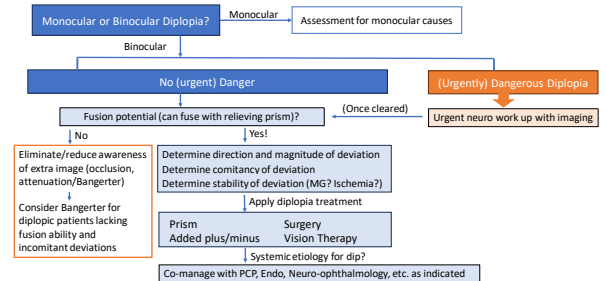 Monocular or Binocular Diplopia?
Monocular
Assessment for monocular causes
Binocular
No (urgent) Danger
(Urgently) Dangerous Diplopia
Fusion potential (can fuse with relieving prism)?
(Once cleared)
Urgent neuro work up with imaging
No
Yes!
Eliminate/reduce awareness
of extra image (occlusion,
attenuation/Bangerter)
Consider Bangerter for
diplopic patients lacking
fusion ability and
incomitant deviations
Determine direction and magnitude of deviation
Determine comitancy of deviation
Determine stability of deviation (MG? Ischemia?)
Apply diplopia treatment
Prism Surgery
Added plus/minus Vision Therapy
Systemic etiology for dip?
Co-manage with PCP, Endo, Neuro-ophthalmology, etc. as indicated